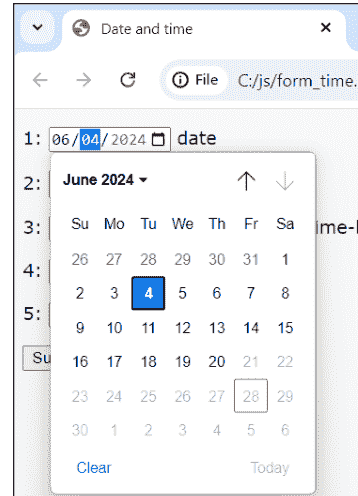 Date and time
File C:/js/form_time.
1: 06/04/2024 date
2:
3: ime-l
4:
5:
Su
June 2024
Su Mo Tu We Th Fr Sa
26 27 28 29 30 31 1
2 3 4 5 6 7 8
9 10 11 12 13 14 15
16 17 18 19 20 21 22
23 24 25 26 27 28 29
30 1 2 3 4 5 6
Clear Today